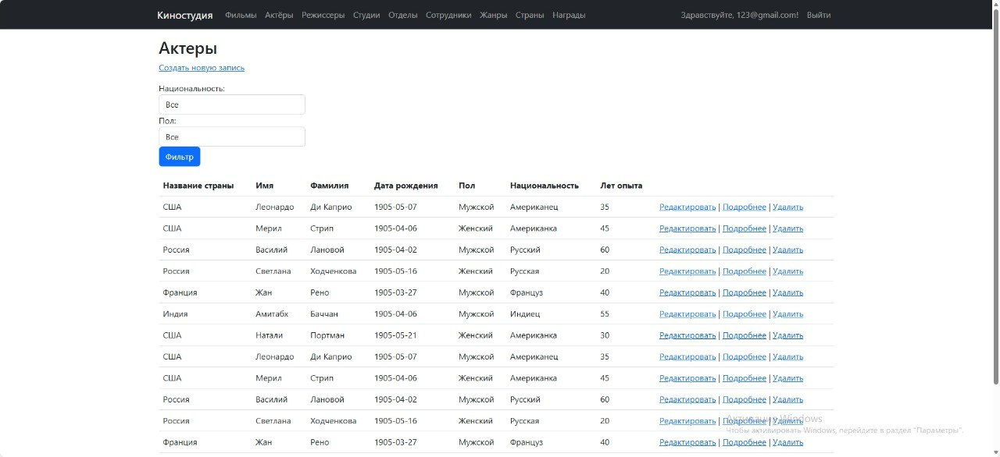 Киностудия Фильмы Актёры Режиссеры Студии Отделы Сотрудники Жанры Страны Награды Здравствуйте, 123@gmail.com! Выйти
Актеры
Создать новую запись
Национальность:
Все
Пол:
Все
Фильтр
Название страны Имя Фамилия Дата рождения Пол Национальность Лет опыта
США Леонардо Ди Каприо 1905-05-07 Мужской Американец 35 Редактировать | Подробнее | Удалить
США Мерил Стрип 1905-04-06 Женский Американка 45 Редактировать | Подробнее | Удалить
Россия Василий Лановой 1905-04-02 Мужской Русский 60 Редактировать | Подробнее | Удалить
Россия Светлана Ходченкова 1905-05-16 Женский Русская 20 Редактировать | Подробнее | Удалить
Франция Жан Рено 1905-03-27 Мужской Француз 40 Редактировать | Подробнее | Удалить
Индия Амитабх Баччан 1905-04-06 Мужской Индиец 55 Редактировать | Подробнее | Удалить
США Натали Портман 1905-05-21 Женский Американка 30 Редактировать | Подробнее | Удалить
США Леонардо Ди Каприо 1905-05-07 Мужской Американец 35 Редактировать | Подробнее | Удалить
США Мерил Стрип 1905-04-06 Женский Американка 45 Редактировать | Подробнее | Удалить
Россия Василий Лановой 1905-04-02 Мужской Русский 60 Редактировать | Подробнее | Удалить
Россия Светлана Ходченкова 1905-05-16 Женский Русская 20 Редактировать | Подробнее | Удалить
Активация Windows
Чтобы активировать Windows, перейдите в раздел "Параметры".
Франция Жан Рено 1905-03-27 Мужской Француз 40 Редактировать | Подробнее | Удалить